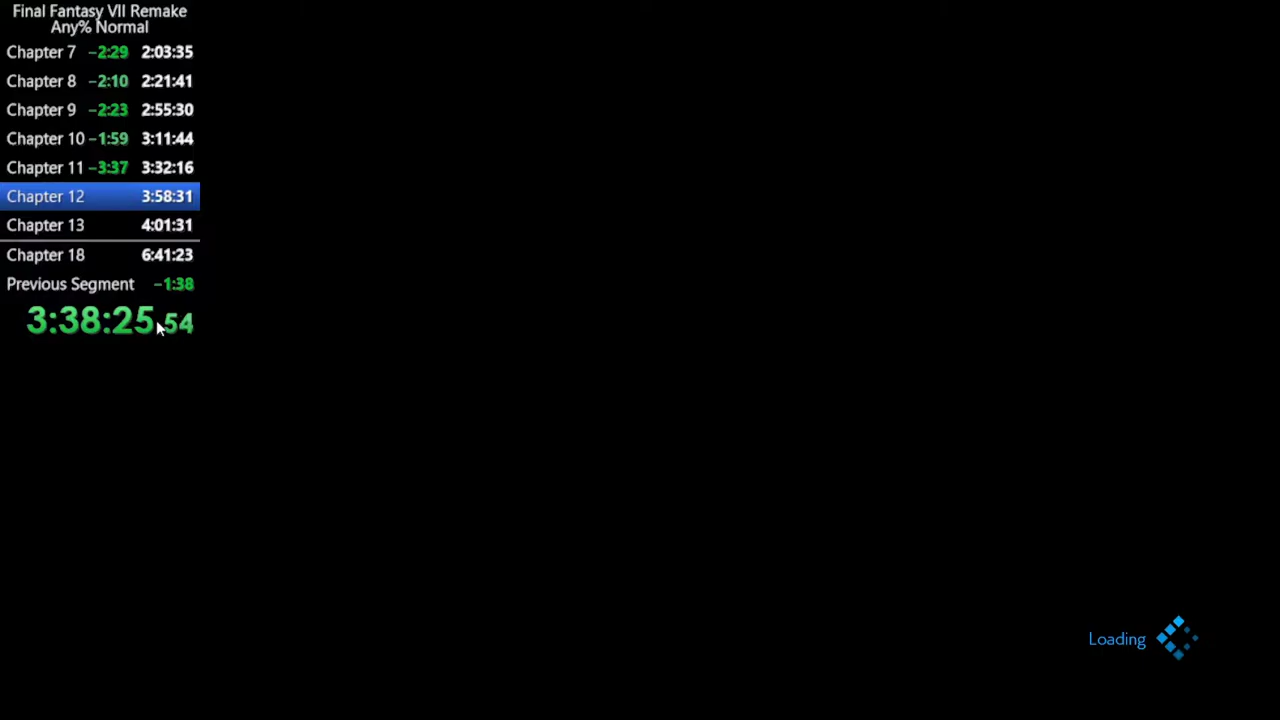 Final Fantasy VII Remake
Any% Normal
Chapter 7 -2:29 2:03:35
Chapter 8 -2:10 2:21:41
Chapter 9 -2:23 2:55:30
Chapter 10 -1:59 3:11:44
Chapter 11 -3:37 3:32:16
Chapter 12 3:58:31
Chapter 13 4:01:31
Chapter 18 6:41:23
Previous Segment -1:38
3:38:25.54
Loading